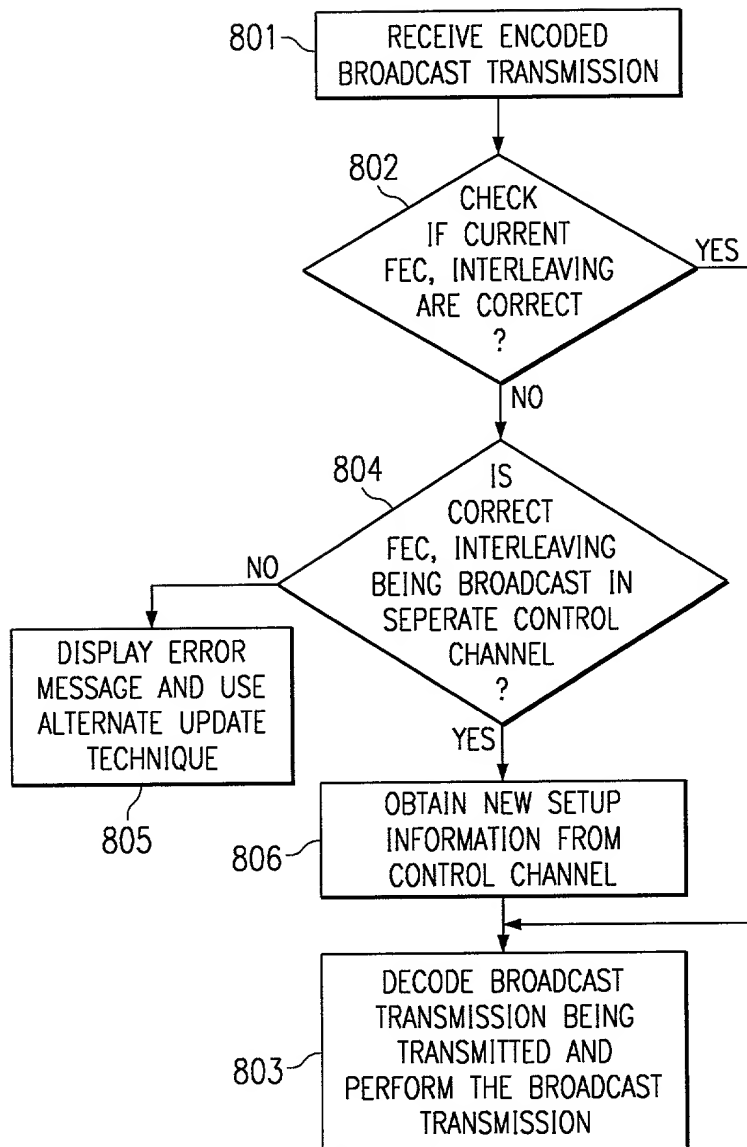 801
RECEIVE ENCODED
BROADCAST TRANSMISSION
802
CHECK
IF CURRENT
FEC, INTERLEAVING
ARE CORRECT
?
YES
NO
804
IS
CORRECT
FEC, INTERLEAVING
BEING BROADCAST IN
SEPERATE CONTROL
CHANNEL
?
NO
YES
DISPLAY ERROR
MESSAGE AND USE
ALTERNATE UPDATE
TECHNIQUE
805
806
OBTAIN NEW SETUP
INFORMATION FROM
CONTROL CHANNEL
803
DECODE BROADCAST
TRANSMISSION BEING
TRANSMITTED AND
PERFORM THE BROADCAST
TRANSMISSION